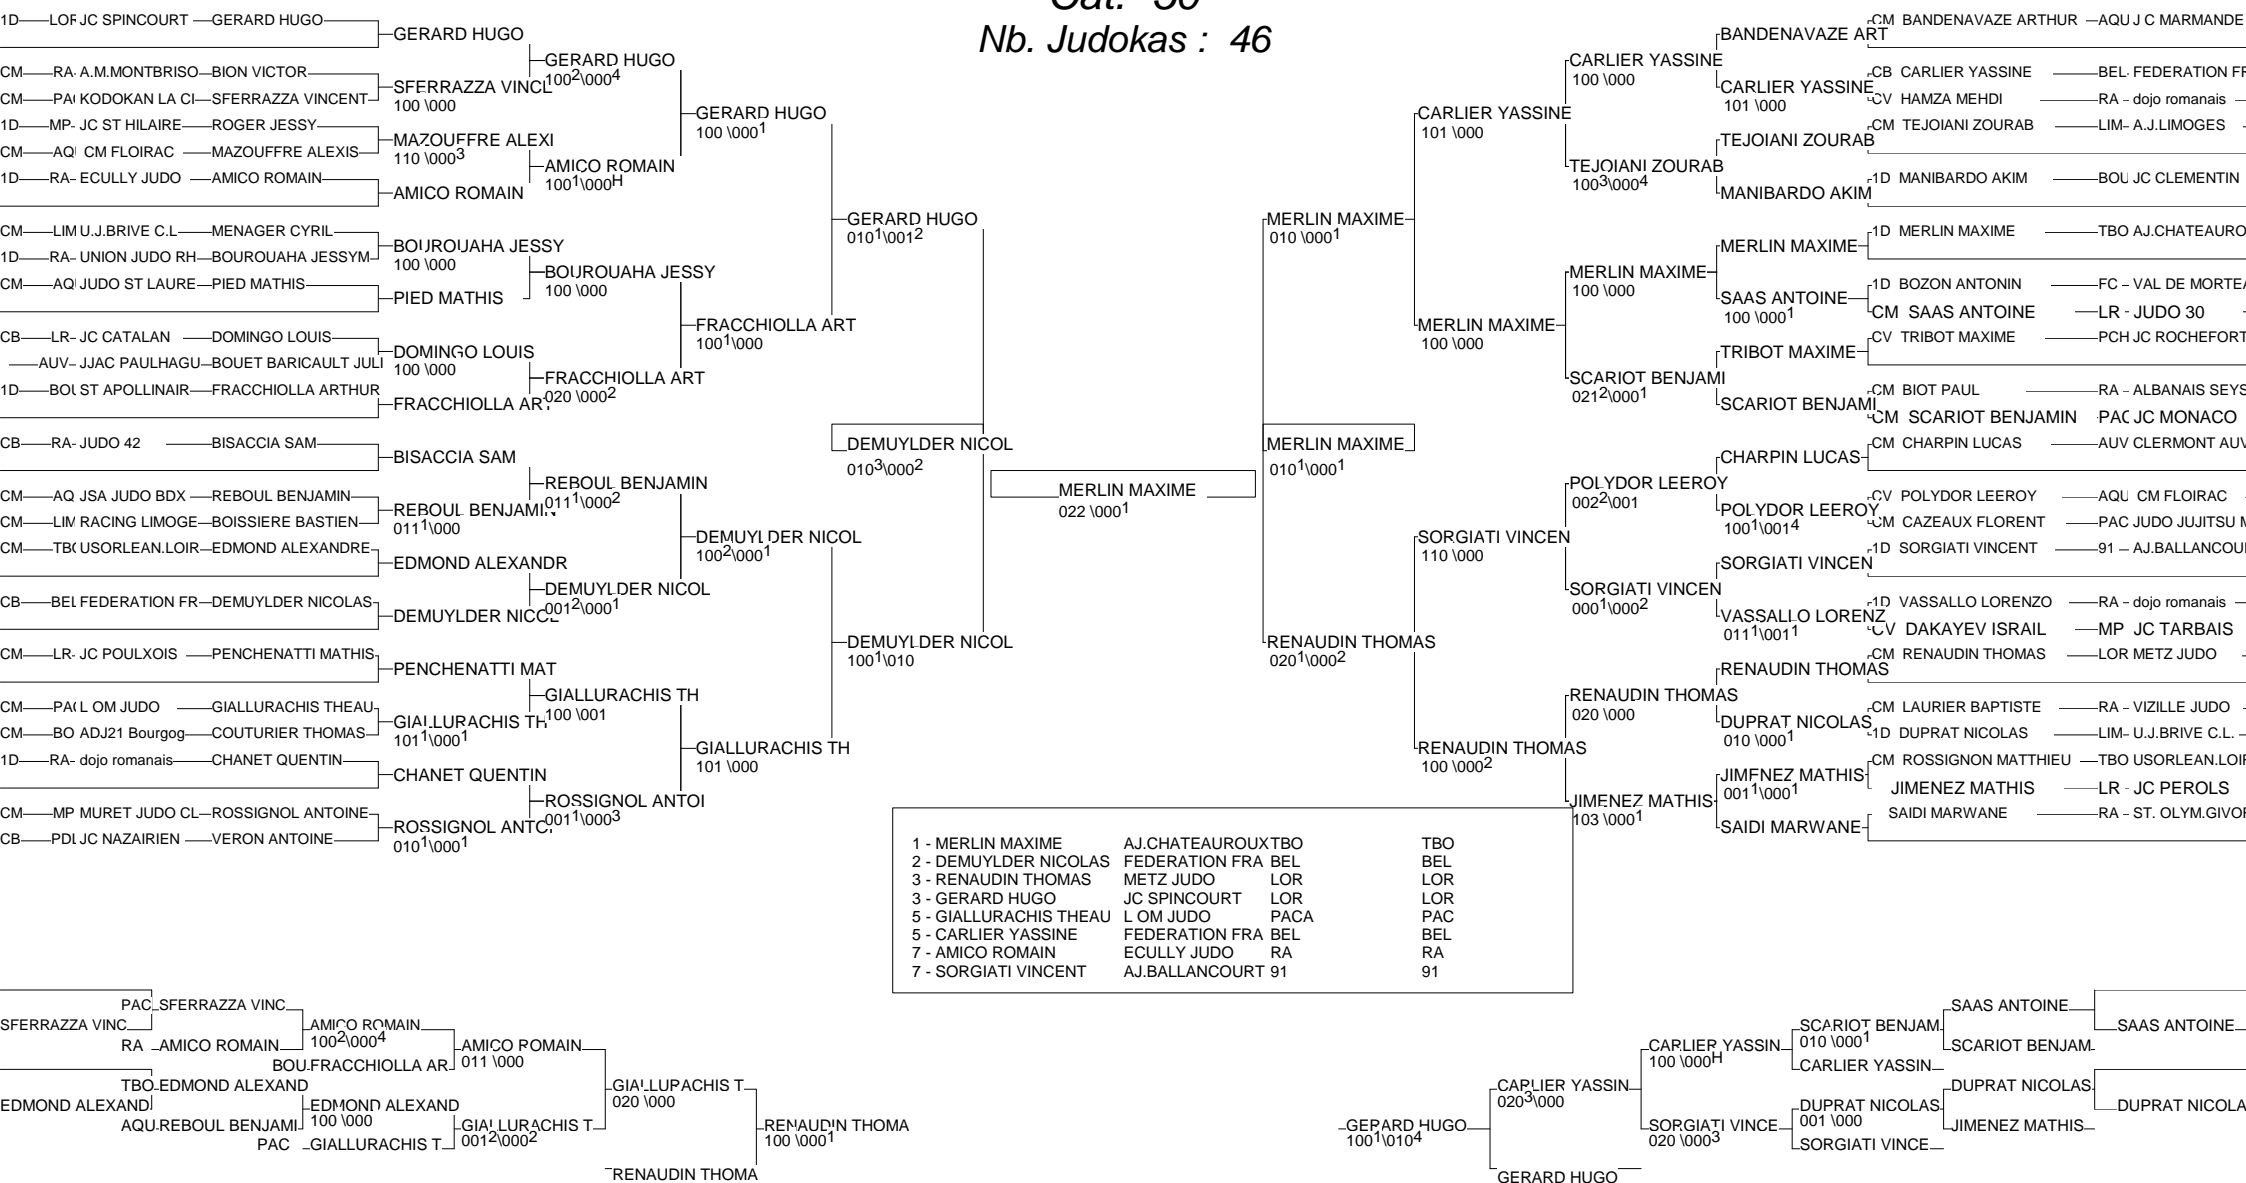 Nb. Judokas : 46
1D LOR JC SPINCOURT GERARD HUGO
CM RA- A.M.MONTBRISO BION VICTOR
CM PA KODOKAN LA CI SFERRAZZA VINCENT
1D MP- JC ST HILAIRE ROGER JESSY
CM AQ CM FLOIRAC MAZOUFFRE ALEXIS
1D RA- ECULLY JUDO AMICO ROMAIN
CM LIM U.J.BRIVE C.L MENAGER CYRIL
1D RA- UNION JUDO RH BOUROUAHA JESSYM
CM AQ JUDO ST LAURE PIED MATHIS
CB LR- JC CATALAN DOMINGO LOUIS
AUV- JJAC PAULHAGU BOUET BARICAULT JULI
1D BOU ST APOLLINAIR FRACCHIOLLA ARTHUR
CB RA- JUDO 42 BISACCIA SAM
CM AQ JSA JUDO BDX REBOUL BENJAMIN
CM LIM RACING LIMOGE BOISSIERE BASTIEN
CM TBO USORLEAN.LOIR EDMOND ALEXANDRE
CB BEL FEDERATION FR DEMUYLDER NICOLAS
CM LR- JC POULXOIS PENCHENATTI MATHIS
CM PA L OM JUDO GIALLURACHIS THEAU
CM BO ADJ21 Bourgog COUTURIER THOMAS
1D RA- dojo romanais CHANET QUENTIN
CM MP MURET JUDO CL ROSSIGNOL ANTOINE
CB PDL JC NAZAIRIEN VERON ANTOINE
GERARD HUGO
SFERRAZZA VINCE
100 \000
MAZOUFFRE ALEXI
110 \000³
AMICO ROMAIN
BOUROUAHA JESSY
100 \000
PIED MATHIS
DOMINGO LOUIS
100 \000
FRACCHIOLLA ART
BISACCIA SAM
REBOUL BENJAMIN
011¹\000
EDMOND ALEXANDR
DEMUYLDER NICOL
PENCHENATTI MAT
GIALLURACHIS TH
101¹\000¹
CHANET QUENTIN
ROSSIGNOL ANTOI
010¹\000¹
GERARD HUGO
100²\000⁴
AMICO ROMAIN
100¹\000H
BOUROUAHA JESSY
100 \000
FRACCHIOLLA ART
020 \000²
REBOUL BENJAMIN
011¹\000²
DEMUYLDER NICOL
001²\000¹
GIALLURACHIS TH
100 \001
ROSSIGNOL ANTOI
001¹\000³
GERARD HUGO
100 \000¹
FRACCHIOLLA ART
100¹\000
DEMUYLDER NICOL
100²\000¹
GIALLURACHIS TH
101 \000
GERARD HUGO
010¹\001²
DEMUYLDER NICOL
100¹\010
DEMUYLDER NICOL
010³\000²
MERLIN MAXIME
022 \000¹
MERLIN MAXIME
010¹\000¹
MERLIN MAXIME
010 \000¹
RENAUDIN THOMAS
020¹\000²
CARLIER YASSINE
101 \000
MERLIN MAXIME
100 \000
SORGIATI VINCEN
110 \000
RENAUDIN THOMAS
100 \000²
CARLIER YASSINE
100 \000
TEJOIANI ZOURAB
100³\000⁴
MERLIN MAXIME
100 \000
SCARIOT BENJAMI
021²\000¹
POLYDOR LEEROY
002²\001
SORGIATI VINCEN
000¹\000²
RENAUDIN THOMAS
020 \000
JIMENEZ MATHIS
103 \000¹
BANDENAVAZE ART
CARLIER YASSINE
101 \000
TEJOIANI ZOURAB
MANIBARDO AKIM
MERLIN MAXIME
SAAS ANTOINE
100 \000¹
TRIBOT MAXIME
SCARIOT BENJAMI
CHARPIN LUCAS
POLYDOR LEEROY
100¹\001⁴
SORGIATI VINCEN
VASSALLO LORENZ
011¹\001¹
RENAUDIN THOMAS
DUPRAT NICOLAS
010 \000¹
JIMENEZ MATHIS
001¹\000¹
SAIDI MARWANE
CM BANDENAVAZE ARTHUR AQU J C MARMANDE
CB CARLIER YASSINE BEL- FEDERATION FR
CV HAMZA MEHDI RA – dojo romanais
CM TEJOIANI ZOURAB LIM– A.J.LIMOGES
1D MANIBARDO AKIM BOU JC CLEMENTIN
1D MERLIN MAXIME TBO AJ.CHATEAURO
1D BOZON ANTONIN FC – VAL DE MORTEA
CM SAAS ANTOINE LR - JUDO 30
CV TRIBOT MAXIME PCH JC ROCHEFORT
CM BIOT PAUL RA – ALBANAIS SEYS
CM SCARIOT BENJAMIN PAC JC MONACO
CM CHARPIN LUCAS AUV CLERMONT AUV
CV POLYDOR LEEROY AQU CM FLOIRAC
CM CAZEAUX FLORENT PAC JUDO JUJITSU M
1D SORGIATI VINCENT 91 – AJ.BALLANCOU
1D VASSALLO LORENZO RA – dojo romanais
CV DAKAYEV ISRAIL MP JC TARBAIS
CM RENAUDIN THOMAS LOR METZ JUDO
CM LAURIER BAPTISTE RA – VIZILLE JUDO
1D DUPRAT NICOLAS LIM– U.J.BRIVE C.L.
CM ROSSIGNON MATTHIEU TBO USORLEAN.LOIR
JIMENEZ MATHIS LR - JC PEROLS
SAIDI MARWANE RA – ST. OLYM.GIVOR
1 - MERLIN MAXIME AJ.CHATEAUROUX TBO TBO
2 - DEMUYLDER NICOLAS FEDERATION FRA BEL BEL
3 - RENAUDIN THOMAS METZ JUDO LOR LOR
3 - GERARD HUGO JC SPINCOURT LOR LOR
5 - GIALLURACHIS THEAU L OM JUDO PACA PAC
5 - CARLIER YASSINE FEDERATION FRA BEL BEL
7 - AMICO ROMAIN ECULLY JUDO RA RA
7 - SORGIATI VINCENT AJ.BALLANCOURT 91 91
SFERRAZZA VINC
EDMOND ALEXAND
PAC SFERRAZZA VINC
RA AMICO ROMAIN
TBO EDMOND ALEXAND
AQU REBOUL BENJAMI
AMICO ROMAIN
100²\000⁴
BOU FRACCHIOLLA AR
EDMOND ALEXAND
100 \000
PAC GIALLURACHIS T
AMICO ROMAIN
011 \000
GIALLURACHIS T
001²\000²
GIALLURACHIS T
020 \000
RENAUDIN THOMA
RENAUDIN THOMA
100 \000¹
GERARD HUGO
100¹\010⁴
CARLIER YASSIN
020³\000
GERARD HUGO
CARLIER YASSIN
100 \000H
SORGIATI VINCE
020 \000³
SCARIOT BENJAM
010 \000¹
CARLIER YASSIN
DUPRAT NICOLAS
001 \000
SORGIATI VINCE
SAAS ANTOINE
SCARIOT BENJAM
DUPRAT NICOLAS
JIMENEZ MATHIS
SAAS ANTOINE
DUPRAT NICOLA